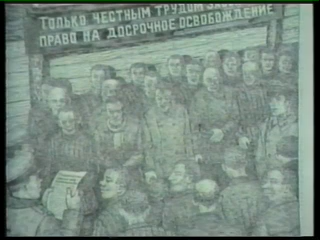 ТОЛЬКО ЧЕСТНЫМ ТРУДОМ
ПРАВО НА ДОСРОЧНОЕ ОСВОБОЖДЕНИЕ